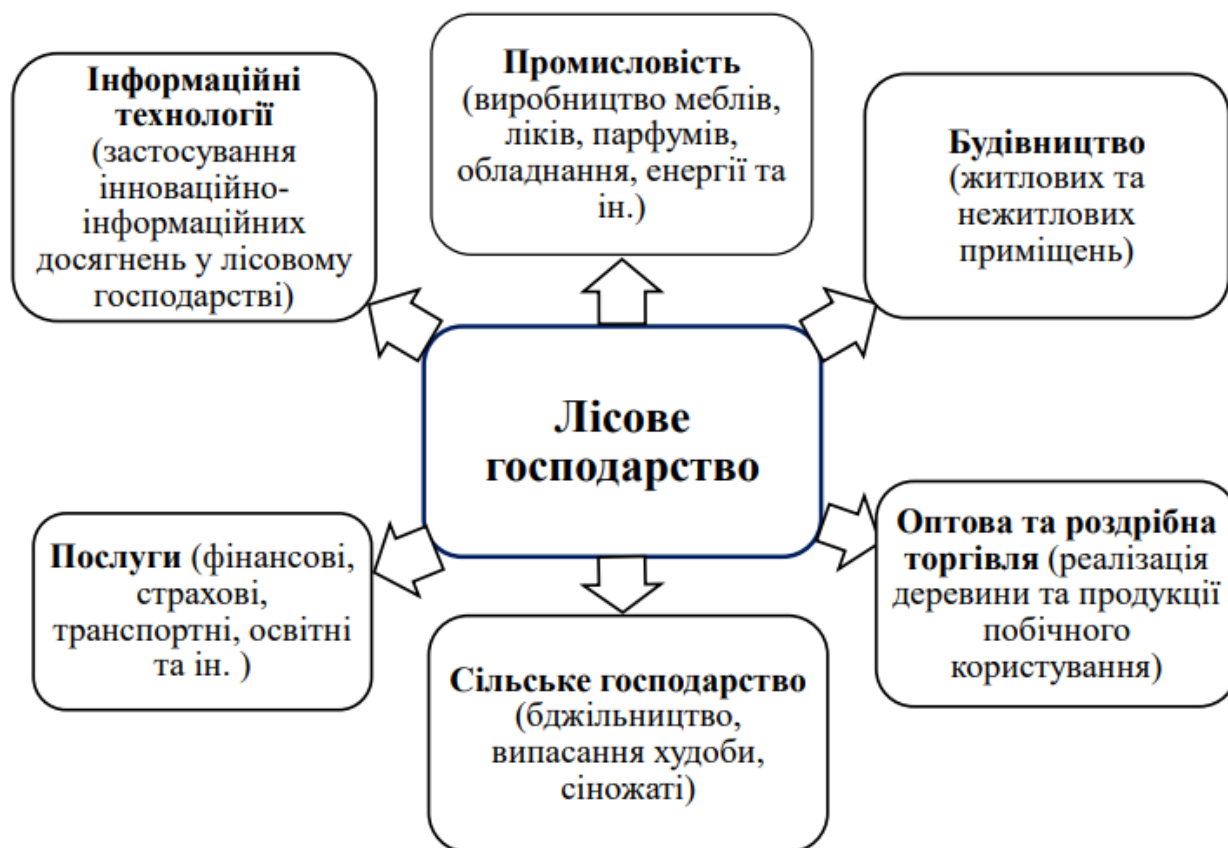 Інформаційні
технології
(застосування
інноваційно-
інформаційних
досягнень у лісовому
господарстві)
Промисловість
(виробництво меблів,
ліків, парфумів,
обладнання, енергії та
ін.)
Будівництво
(житлових та
нежитлових
приміщень)
Лісове
господарство
Послуги (фінансові,
страхові,
транспортні, освітні
та ін. )
Сільське господарство
(бджільництво,
випасання худоби,
сіножаті)
Оптова та роздрібна
торгівля (реалізація
деревини та продукції
побічного
користування)